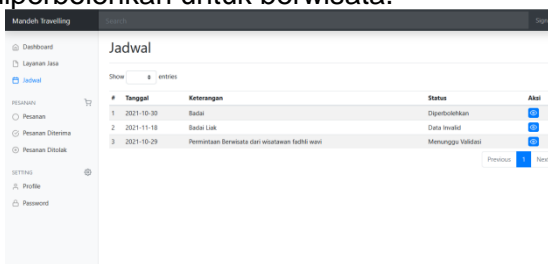 diperbolehkan untuk berwisata.
Mandeh Travelling
Search
Sign
Dashboard
Layanan Jasa
Jadwal
PESANAN
Pesanan
Pesanan Diterima
Pesanan Ditolak
SETTING
Profile
Password
Jadwal
Show entries
# Tanggal Keterangan Status Aksi
1 2021-10-30 Badai Diperbolehkan
2 2021-11-18 Badai Liak Data Invalid
3 2021-10-29 Permintaan Berwisata dari wisatawan fadhli wavi Menunggu Validasi
Previous 1 Nex